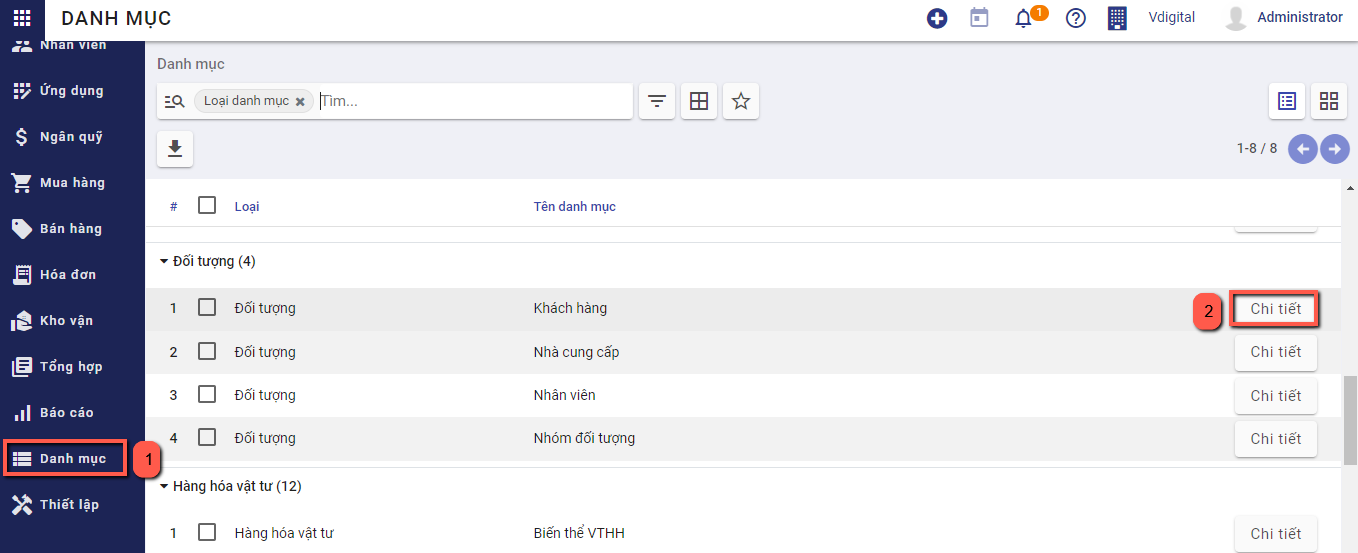 DANH MỤC
1
Vdigital
Administrator
Nhân viên
Ứng dụng
Ngân quỹ
Mua hàng
Bán hàng
Hóa đơn
Kho vận
Tổng hợp
Báo cáo
Danh mục
1
Thiết lập
Danh mục
Loại danh mục × Tìm...
1-8 / 8
# Loại Tên danh mục
Đối tượng (4)
1 Đối tượng Khách hàng 2 Chi tiết
2 Đối tượng Nhà cung cấp Chi tiết
3 Đối tượng Nhân viên Chi tiết
4 Đối tượng Nhóm đối tượng Chi tiết
Hàng hóa vật tư (12)
1 Hàng hóa vật tư Biến thể VTHH Chi tiết